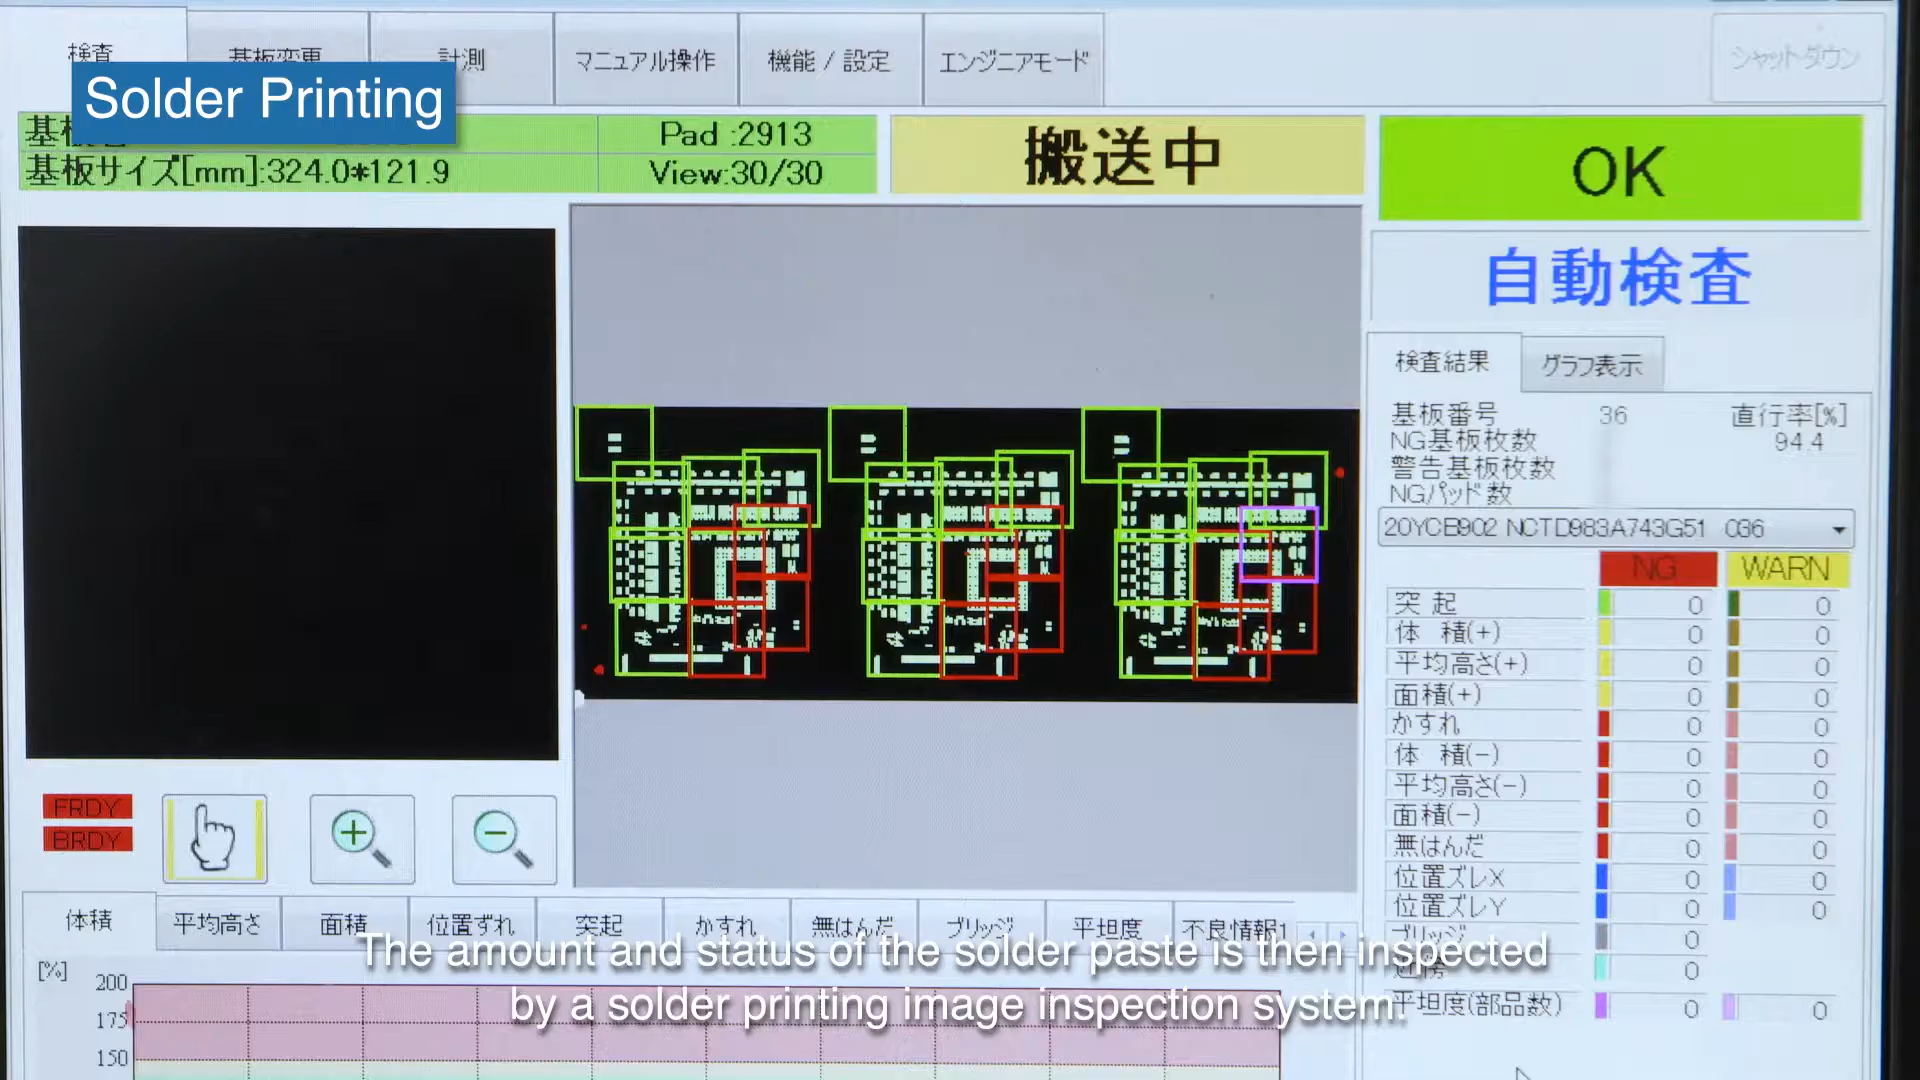 検査
基板変更
計測
マニュアル操作
機能 / 設定
エンジニアモード
シャットダウン
Solder Printing
Pad :2913
基板サイズ[mm]:324.0*121.9
View:30/30
搬送中
OK
自動検査
検査結果
グラフ表示
基板番号 36 直行率[%]
NG基板枚数 94.4
警告基板枚数
NGパッド数
20YCB902 NCTD983A743G51 036
NG WARN
突起 0 0
体 積(+) 0 0
平均高さ(+) 0 0
面積(+) 0 0
かすれ 0 0
体 積(-) 0 0
平均高さ(-) 0 0
面積(-) 0 0
無はんだ 0 0
位置ズレX 0 0
位置ズレY 0 0
ブリッジ 0
0
平坦度(部品数) 0 0
FRDY
BRDY
体積
平均高さ
面積
位置ずれ
突起
かすれ
無はんだ
ブリッジ
平坦度
不良情報1
[%]
200
175
150
The amount and status of the solder paste is then inspected
by a solder printing image inspection system.